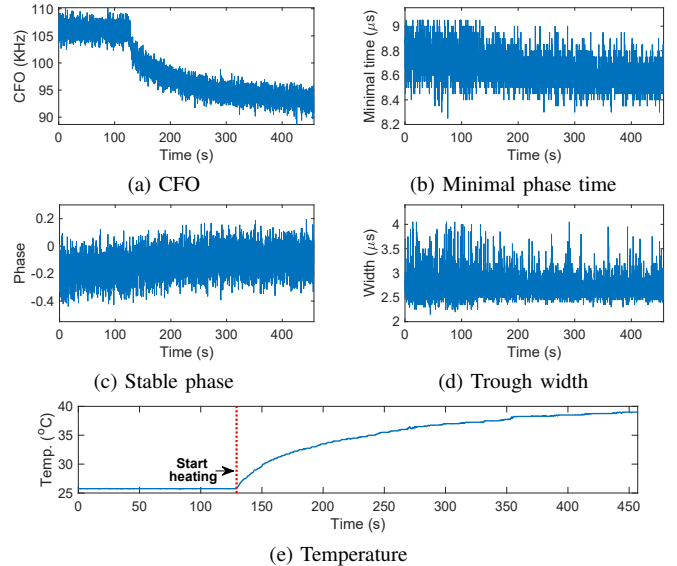 110
105
100
95
90
CFO (KHz)
0 100 200 300 400
Time (s)
(a) CFO
9
8.8
8.6
8.4
8.2
Minimal time (μs)
0 100 200 300 400
Time (s)
(b) Minimal phase time
0.2
0
-0.2
-0.4
Phase
0 100 200 300 400
Time (s)
(c) Stable phase
4
3.5
3
2.5
2
Width (μs)
0 100 200 300 400
Time (s)
(d) Trough width
40
35
30
25
Temp. (°C)
Start
heating
0 50 100 150 200 250 300 350 400 450
Time (s)
(e) Temperature